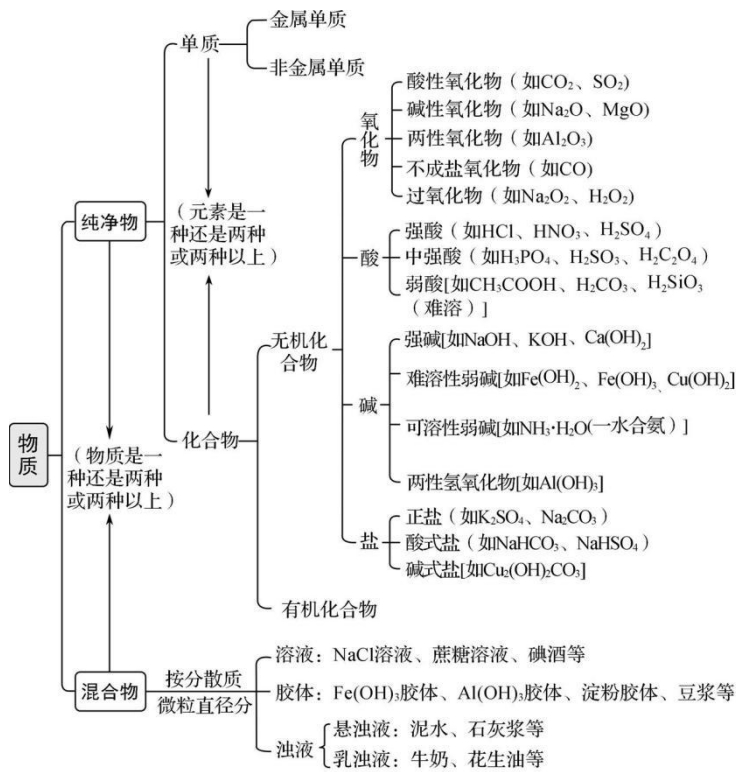 金属单质
单质
非金属单质
酸性氧化物（如CO₂、SO₂)
碱性氧化物（如Na₂O、MgO)
氧化物
两性氧化物（如Al₂O₃)
不成盐氧化物（如CO)
过氧化物（如Na₂O₂、H₂O₂)
纯净物
（元素是一
种还是两种
或两种以上）
强酸（如HCl、HNO₃、H₂SO₄）
酸
中强酸（如H₃PO₄、H₂SO₃、H₂C₂O₄）
弱酸[如CH₃COOH、H₂CO₃、H₂SiO₃
（难溶）]
无机化
合物
强碱[如NaOH、KOH、Ca(OH)₂]
难溶性弱碱[如Fe(OH)₂、Fe(OH)₃、Cu(OH)₂]
碱
可溶性弱碱[如NH₃·H₂O(一水合氨）]
化合物
两性氢氧化物[如Al(OH)₃]
物质
（物质是一
种还是两种
或两种以上）
正盐（如K₂SO₄、Na₂CO₃）
盐
酸式盐（如NaHCO₃、NaHSO₄）
碱式盐[如Cu₂(OH)₂CO₃]
有机化合物
溶液：NaCl溶液、蔗糖溶液、碘酒等
混合物
按分散质
微粒直径分
胶体：Fe(OH)₃胶体、Al(OH)₃胶体、淀粉胶体、豆浆等
浊液
悬浊液：泥水、石灰浆等
乳浊液：牛奶、花生油等